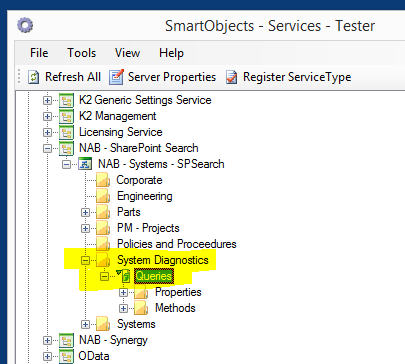 SmartObjects - Services - Tester
File Tools View Help
Refresh All Server Properties Register ServiceType
K2 Generic Settings Service
K2 Management
Licensing Service
NAB - SharePoint Search
NAB - Systems - SPSearch
Corporate
Engineering
Parts
PM - Projects
Policies and Proceedures
System Diagnostics
Queries
Properties
Methods
Systems
NAB - Synergy
OData